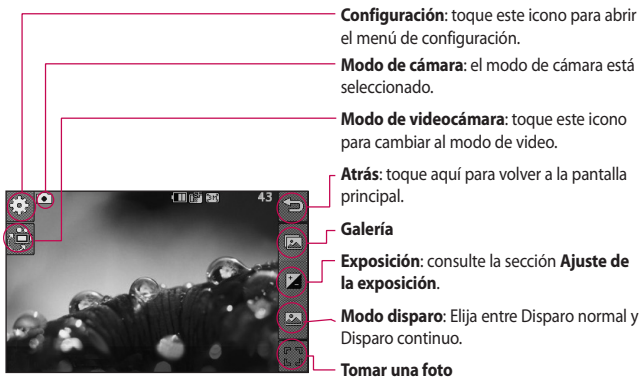 Configuración: toque este icono para abrir
el menú de configuración.
Modo de cámara: el modo de cámara está
seleccionado.
Modo de videocámara: toque este icono
para cambiar al modo de video.
Atrás: toque aquí para volver a la pantalla
principal.
43
Galería
Exposición: consulte la sección Ajuste de
la exposición.
Modo disparo: Elija entre Disparo normal y
Disparo continuo.
Tomar una foto